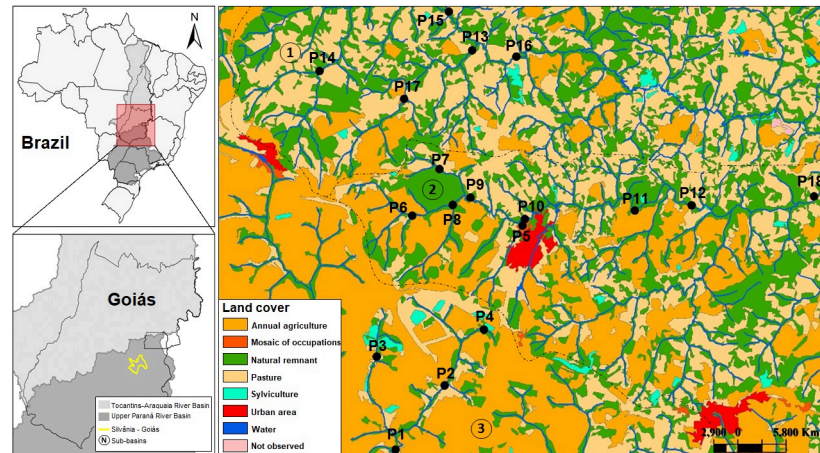 N
Brazil
Goiás
Tocantins-Araguaia River Basin
Upper Paraná River Basin
Silvânia - Goiás
N Sub-basins
P15
1
P13
P16
P14
P17
P7
2
P9
P18
P6
P8
P10
P11
P12
P5
Land cover
Annual agriculture
Mosaic of occupations
Natural remnant
Pasture
Sylviculture
Urban area
Water
Not observed
P4
P3
P2
3
P1
2,900 0 5,800 Km